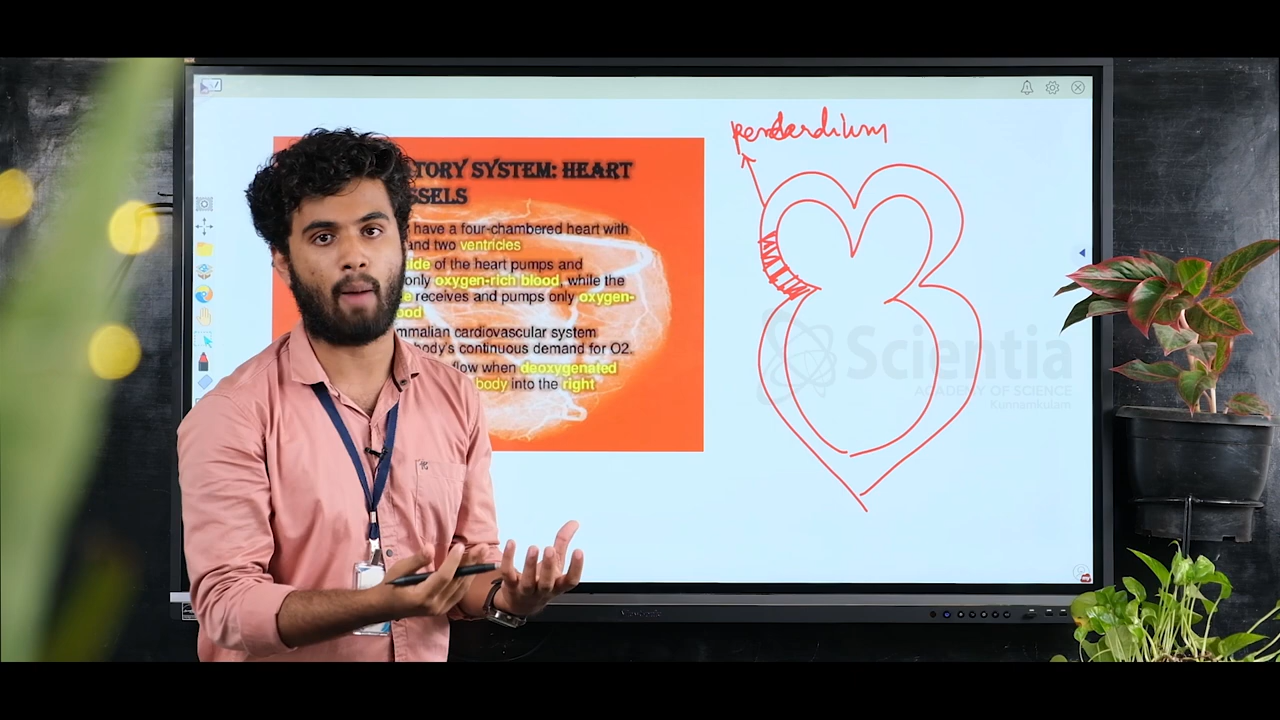 TORY SYSTEM: HEART
SSELS
have a four-chambered heart with
and two ventricles
side of the heart pumps and
only oxygen-rich blood, while the
receives and pumps only oxygen-
ood
mmalian cardiovascular system
body's continuous demand for O2.
flow when deoxygenated
body into the right
pericardium
Scientia
ACADEMY OF SCIENCE
Kunnamkulam